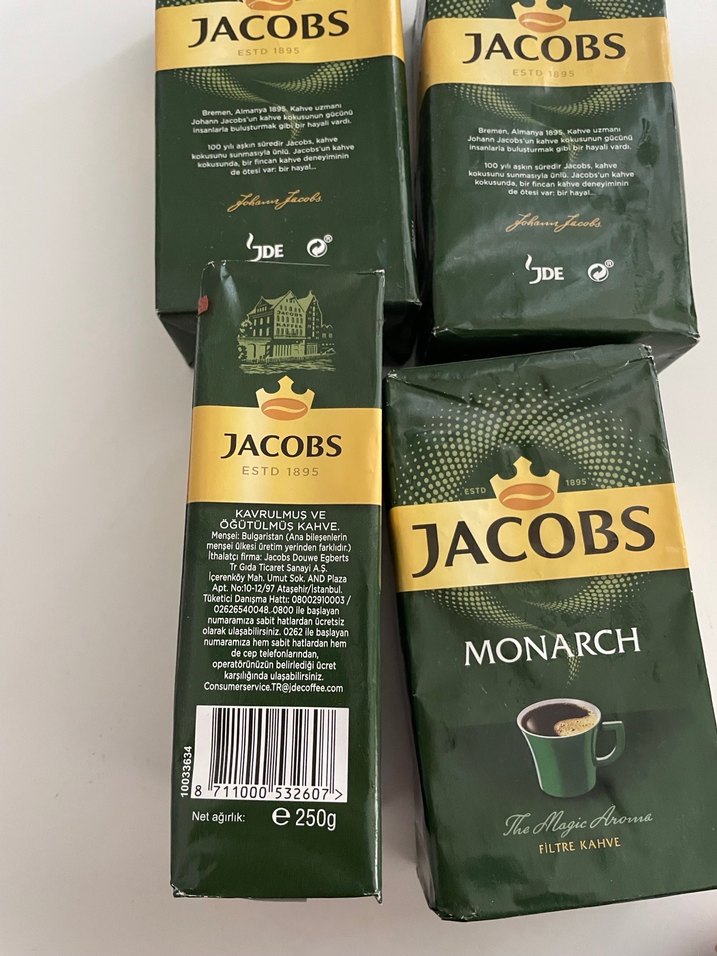 JACOBS
ESTD 1895
Bremen, Almanya 1895. Kahve uzmanı
Johann Jacobs'un kahve kokusunun gücünü
insanlarla buluşturmak gibi bir hayali vardı.
100 yılı aşkın süredir Jacobs, kahve
kokusunu sunmasıyla ünlü. Jacobs'un kahve
kokusunda, bir fincan kahve deneyiminin
de ötesi var: bir hayal...
Johann Jacobs
JDE
JACOBS
ESTD 1895
Bremen, Almanya 1895. Kahve uzmanı
Johann Jacobs'un kahve kokusunun gücünü
insanlarla buluşturmak gibi bir hayali vardı.
100 yılı aşkın süredir Jacobs, kahve
kokusunu sunmasıyla ünlü. Jacobs'un kahve
kokusunda, bir fincan kahve deneyiminin
de ötesi var: bir hayal...
Johann Jacobs
JDE
JACOBS
KAFFEE
JACOBS
ESTD 1895
KAVRULMUŞ VE
ÖĞÜTÜLMÜŞ KAHVE.
Menşei: Bulgaristan (Ana bileşenlerin
menşei ülkesi üretim yerinden farklıdır.)
İthalatçı firma: Jacobs Douwe Egberts
Tr Gıda Ticaret Sanayi A.Ş.
İçerenköy Mah. Umut Sok. AND Plaza
Apt. No:10-12/97 Ataşehir/İstanbul.
Tüketici Danışma Hattı: 08002910003 /
02626540048..0800 ile başlayan
numaramıza sabit hatlardan ücretsiz
olarak ulaşabilirsiniz. 0262 ile başlayan
numaramıza hem sabit hatlardan hem
de cep telefonlarından,
operatörünüzün belirlediği ücret
karşılığında ulaşabilirsiniz.
Consumerservice.TR@jdecoffee.com
10033634
8 711000 532607 >
Net ağırlık: e 250g
ESTD 1895
JACOBS
MONARCH
The Magic Aroma
FİLTRE KAHVE